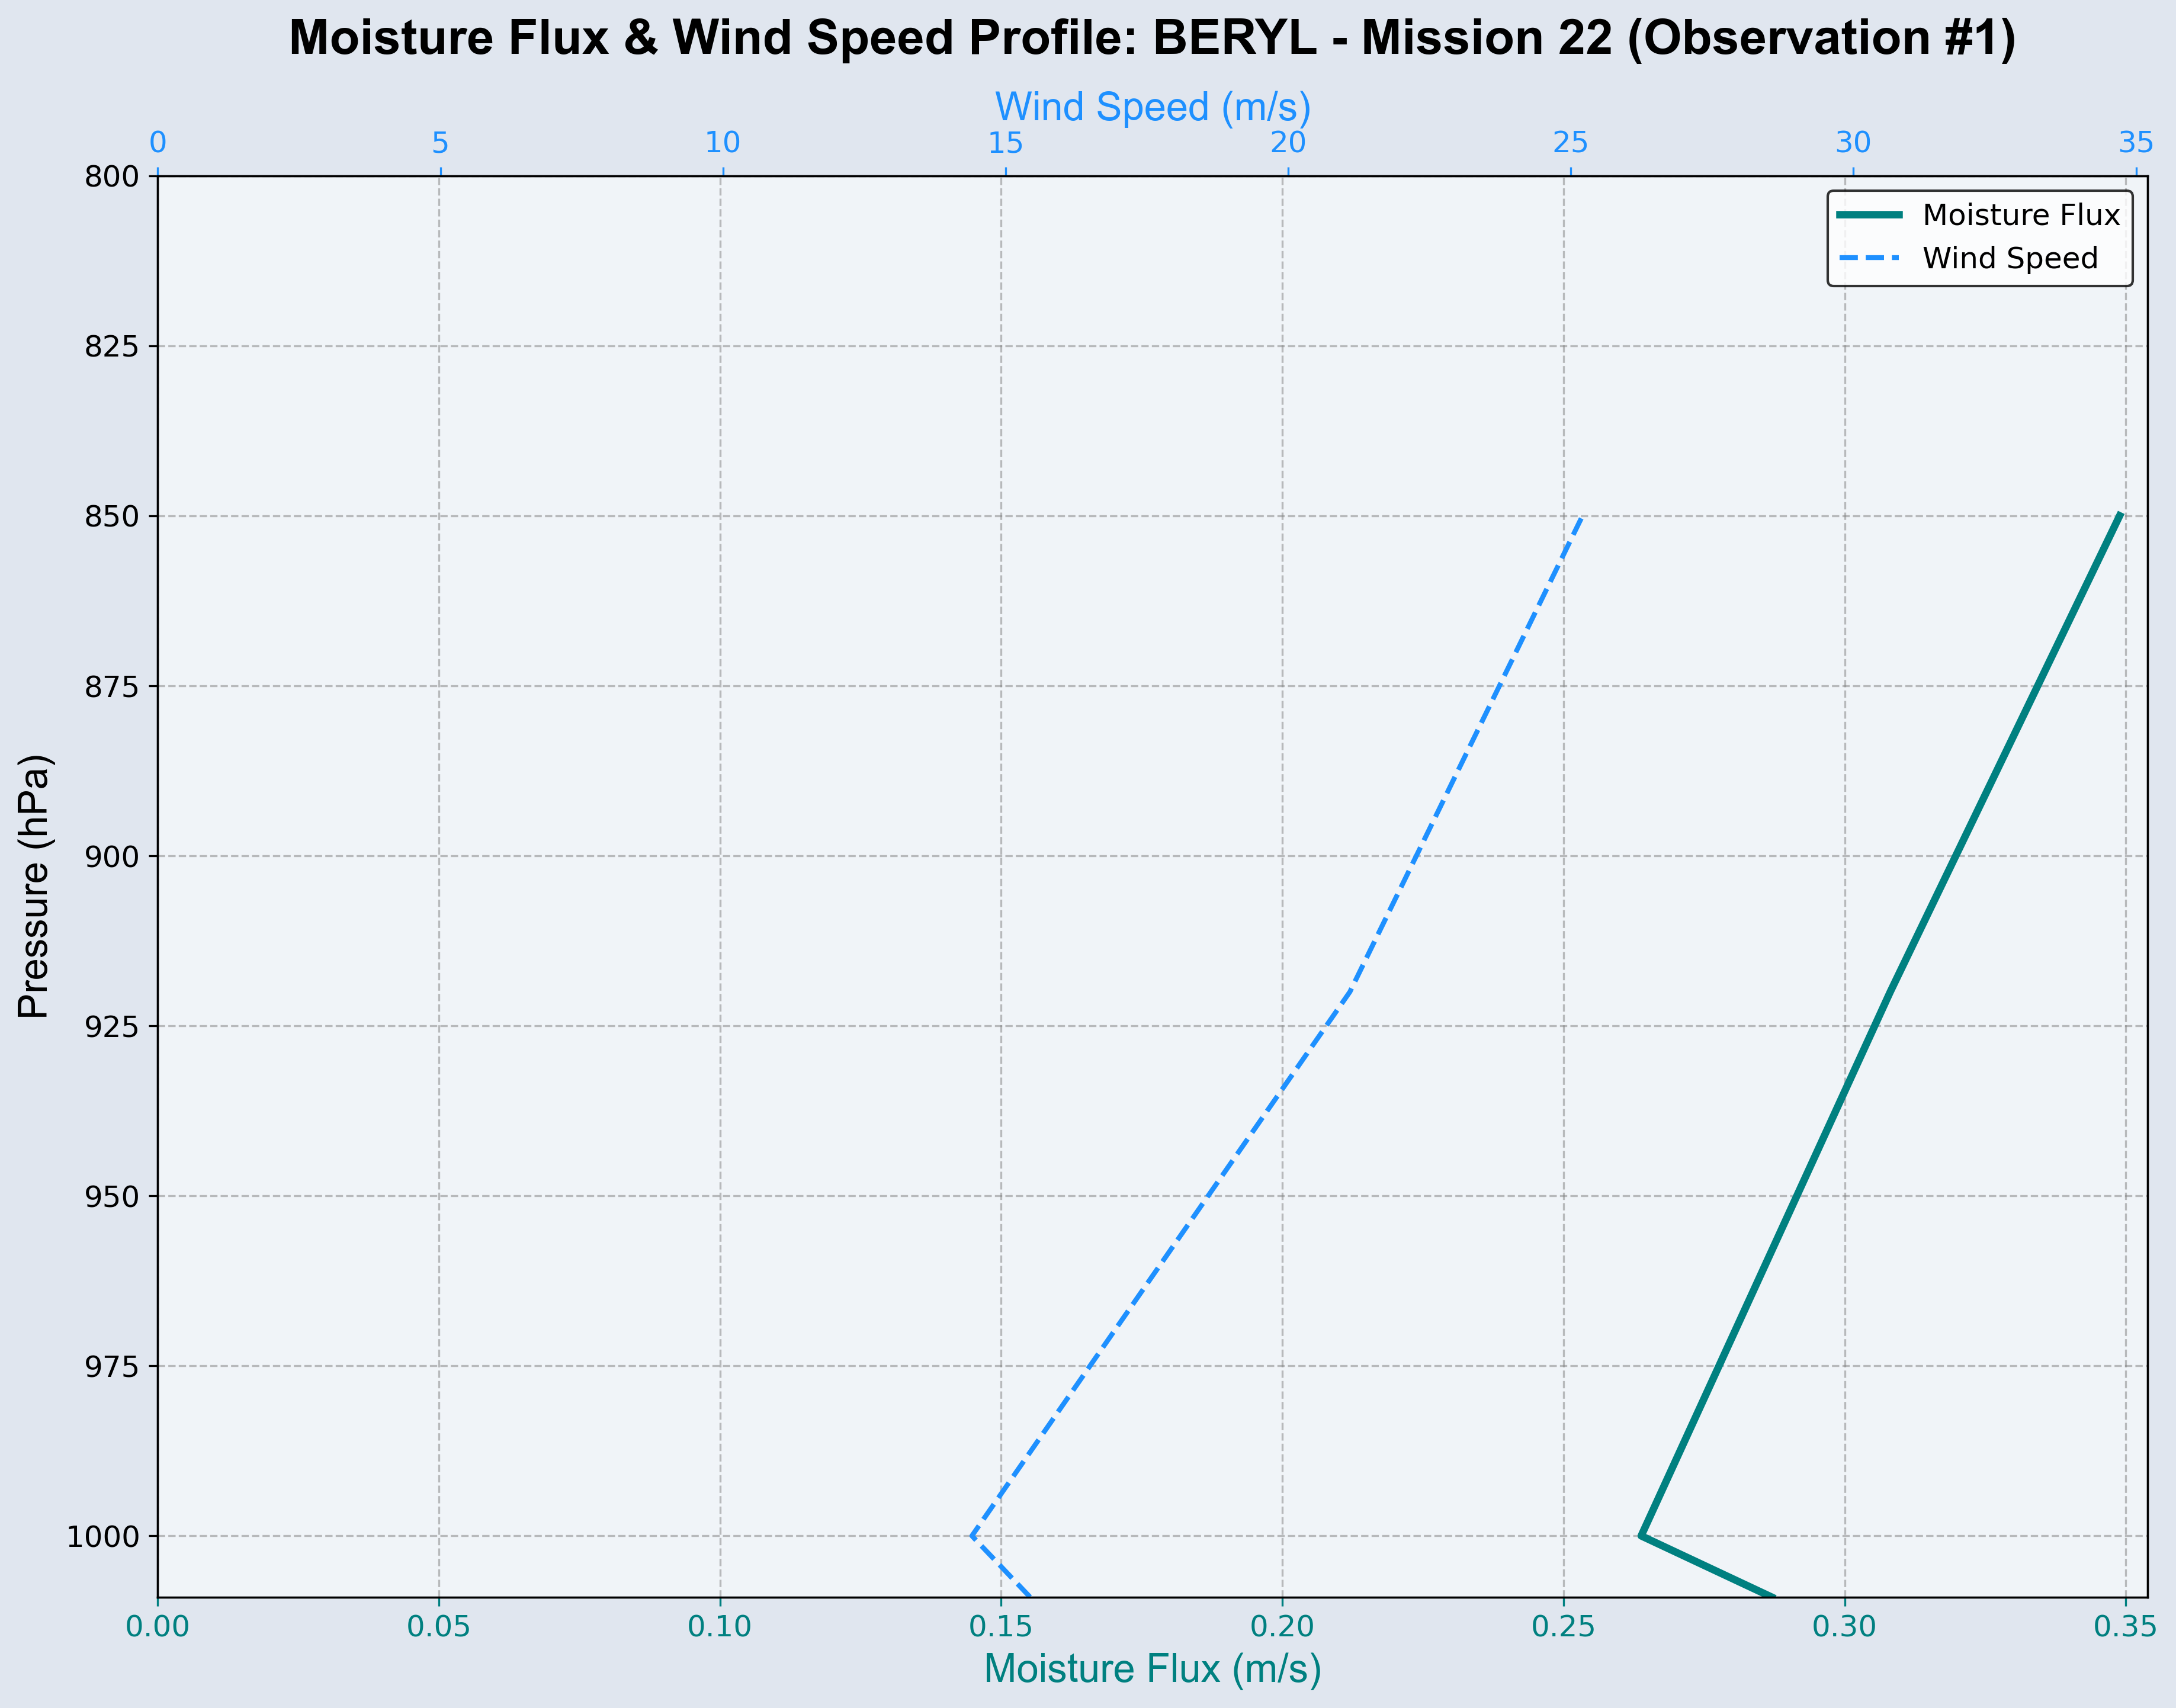 Moisture Flux & Wind Speed Profile: BERYL - Mission 22 (Observation #1)
Wind Speed (m/s)
0 5 10 15 20 25 30 35
Moisture Flux
Wind Speed
Pressure (hPa)
800
825
850
875
900
925
950
975
1000
0.00 0.05 0.10 0.15 0.20 0.25 0.30 0.35
Moisture Flux (m/s)